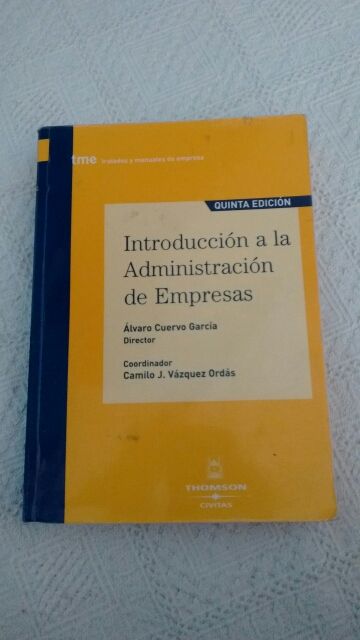 tme tratados y manuales de empresa
QUINTA EDICIÓN
Introducción a la
Administración
de Empresas
Álvaro Cuervo García
Director
Coordinador
Camilo J. Vázquez Ordás
THOMSON
CIVITAS